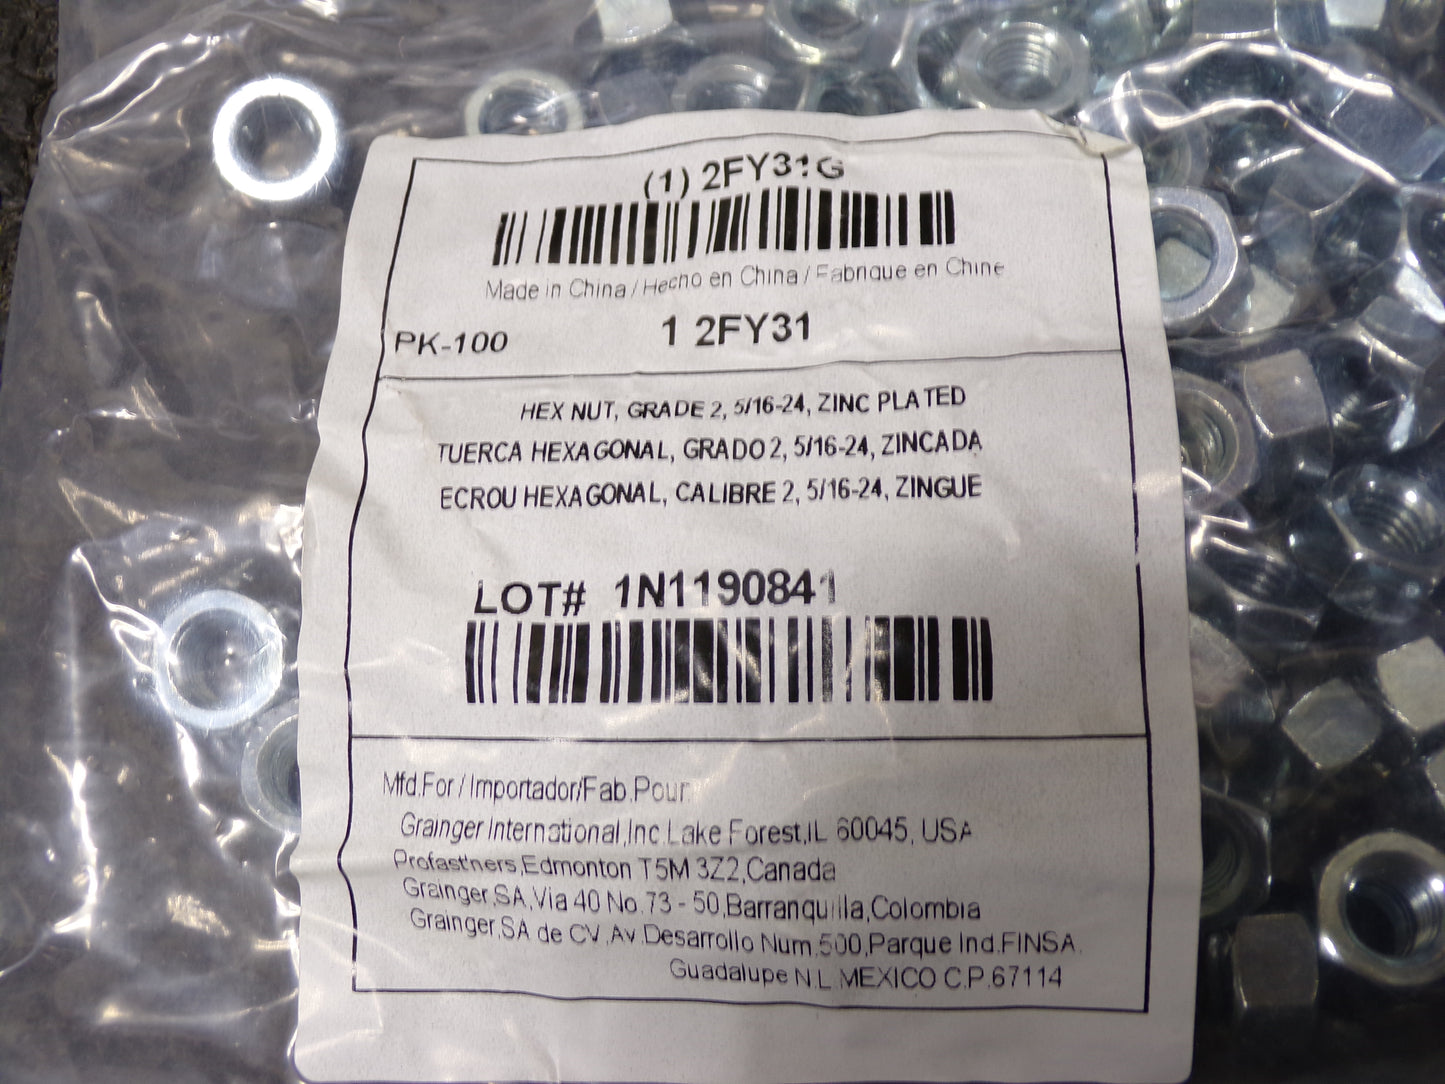 (1) 2FY31G
Made in China / Hecho en China / Fabrique en Chine
PK-100
1 2FY31
HEX NUT, GRADE 2, 5/16-24, ZINC PLATED
TUERCA HEXAGONAL, GRADO 2, 5/16-24, ZINCADA
ECROU HEXAGONAL, CALIBRE 2, 5/16-24, ZINGUE
LOT# 1N1190841
Mfd.For / Importador/Fab.Pour:
Grainger International,Inc.Lake Forest,IL 60045, USA
Profast'ners,Edmonton T5M 3Z2,Canada
Grainger,SA,Via 40 No.73 - 50,Barranquilla,Colombia
Grainger,SA de CV,Av.Desarrollo Num.500,Parque Ind.FINSA.
Guadalupe N.L.MEXICO C.P.67114